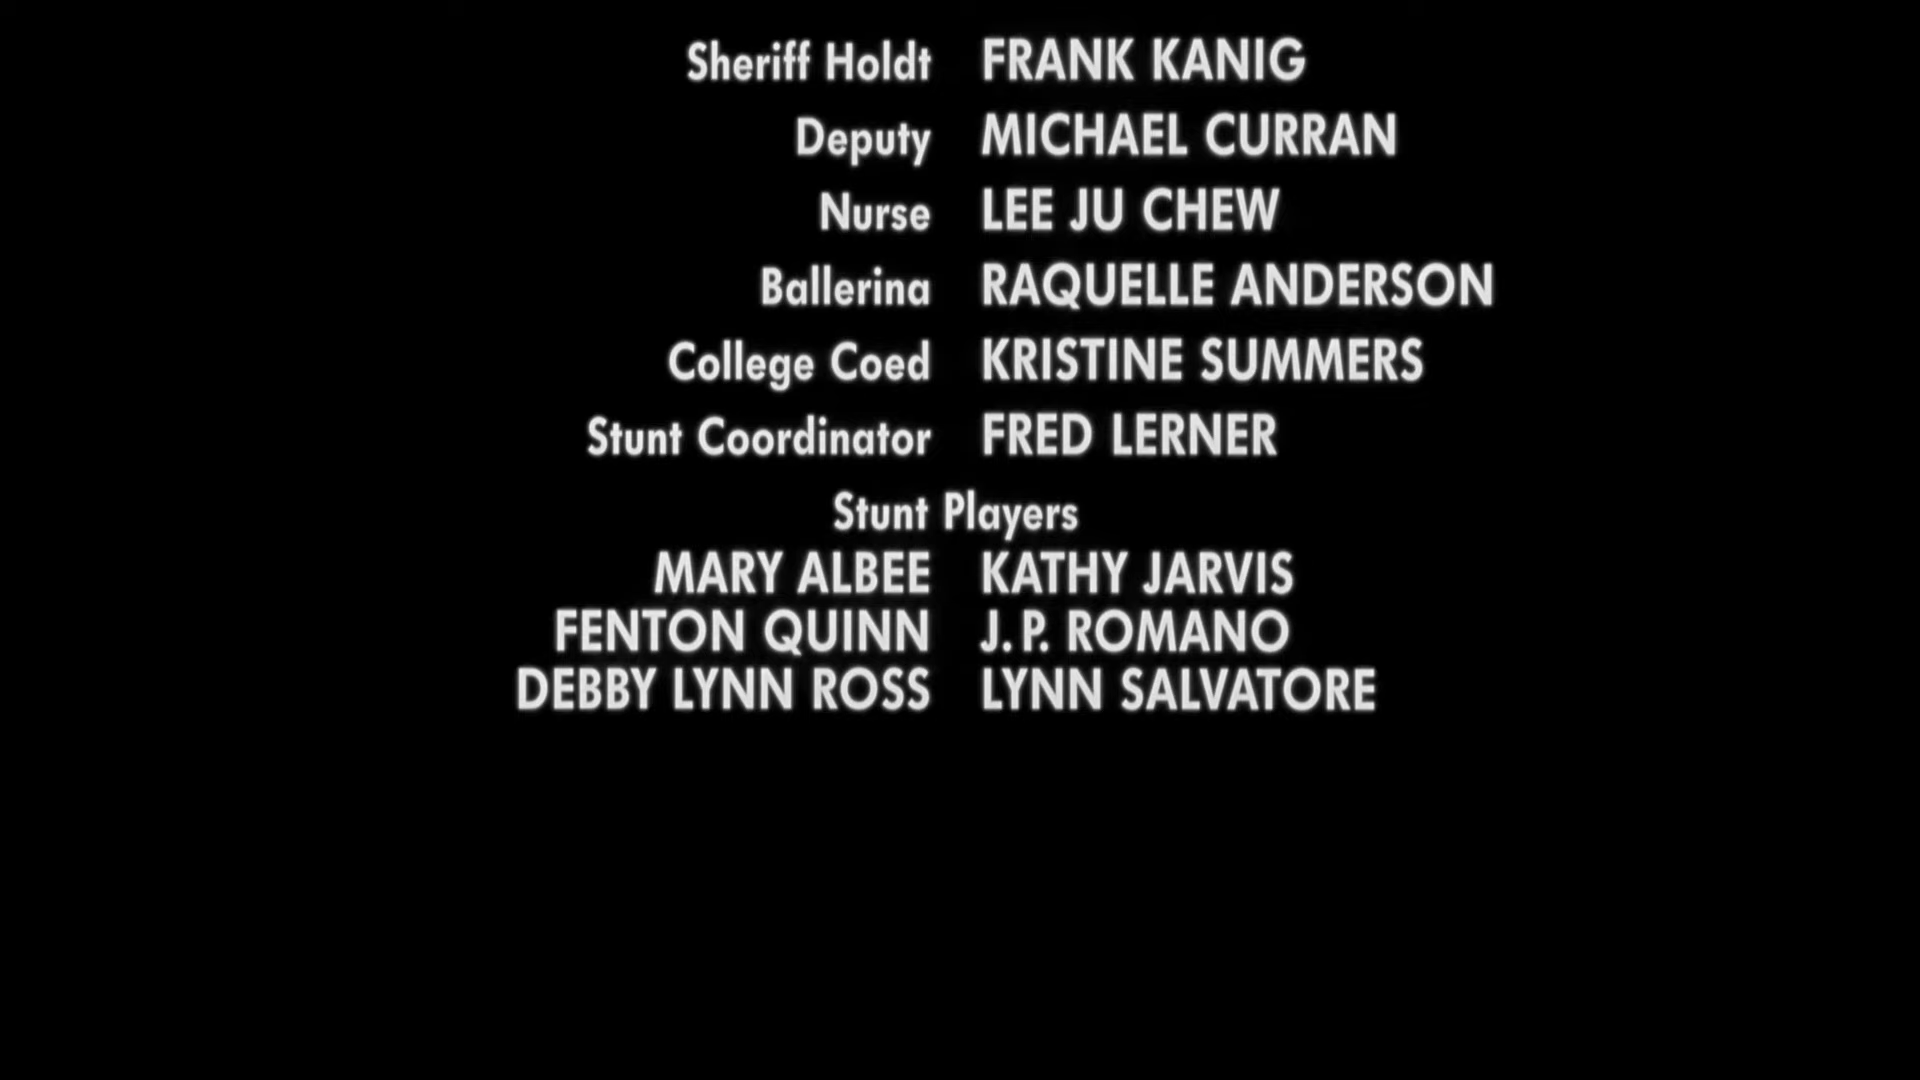 Sheriff Holdt FRANK KANIG
Deputy MICHAEL CURRAN
Nurse LEE JU CHEW
Ballerina RAQUELLE ANDERSON
College Coed KRISTINE SUMMERS
Stunt Coordinator FRED LERNER
Stunt Players
MARY ALBEE KATHY JARVIS
FENTON QUINN J. P. ROMANO
DEBBY LYNN ROSS LYNN SALVATORE